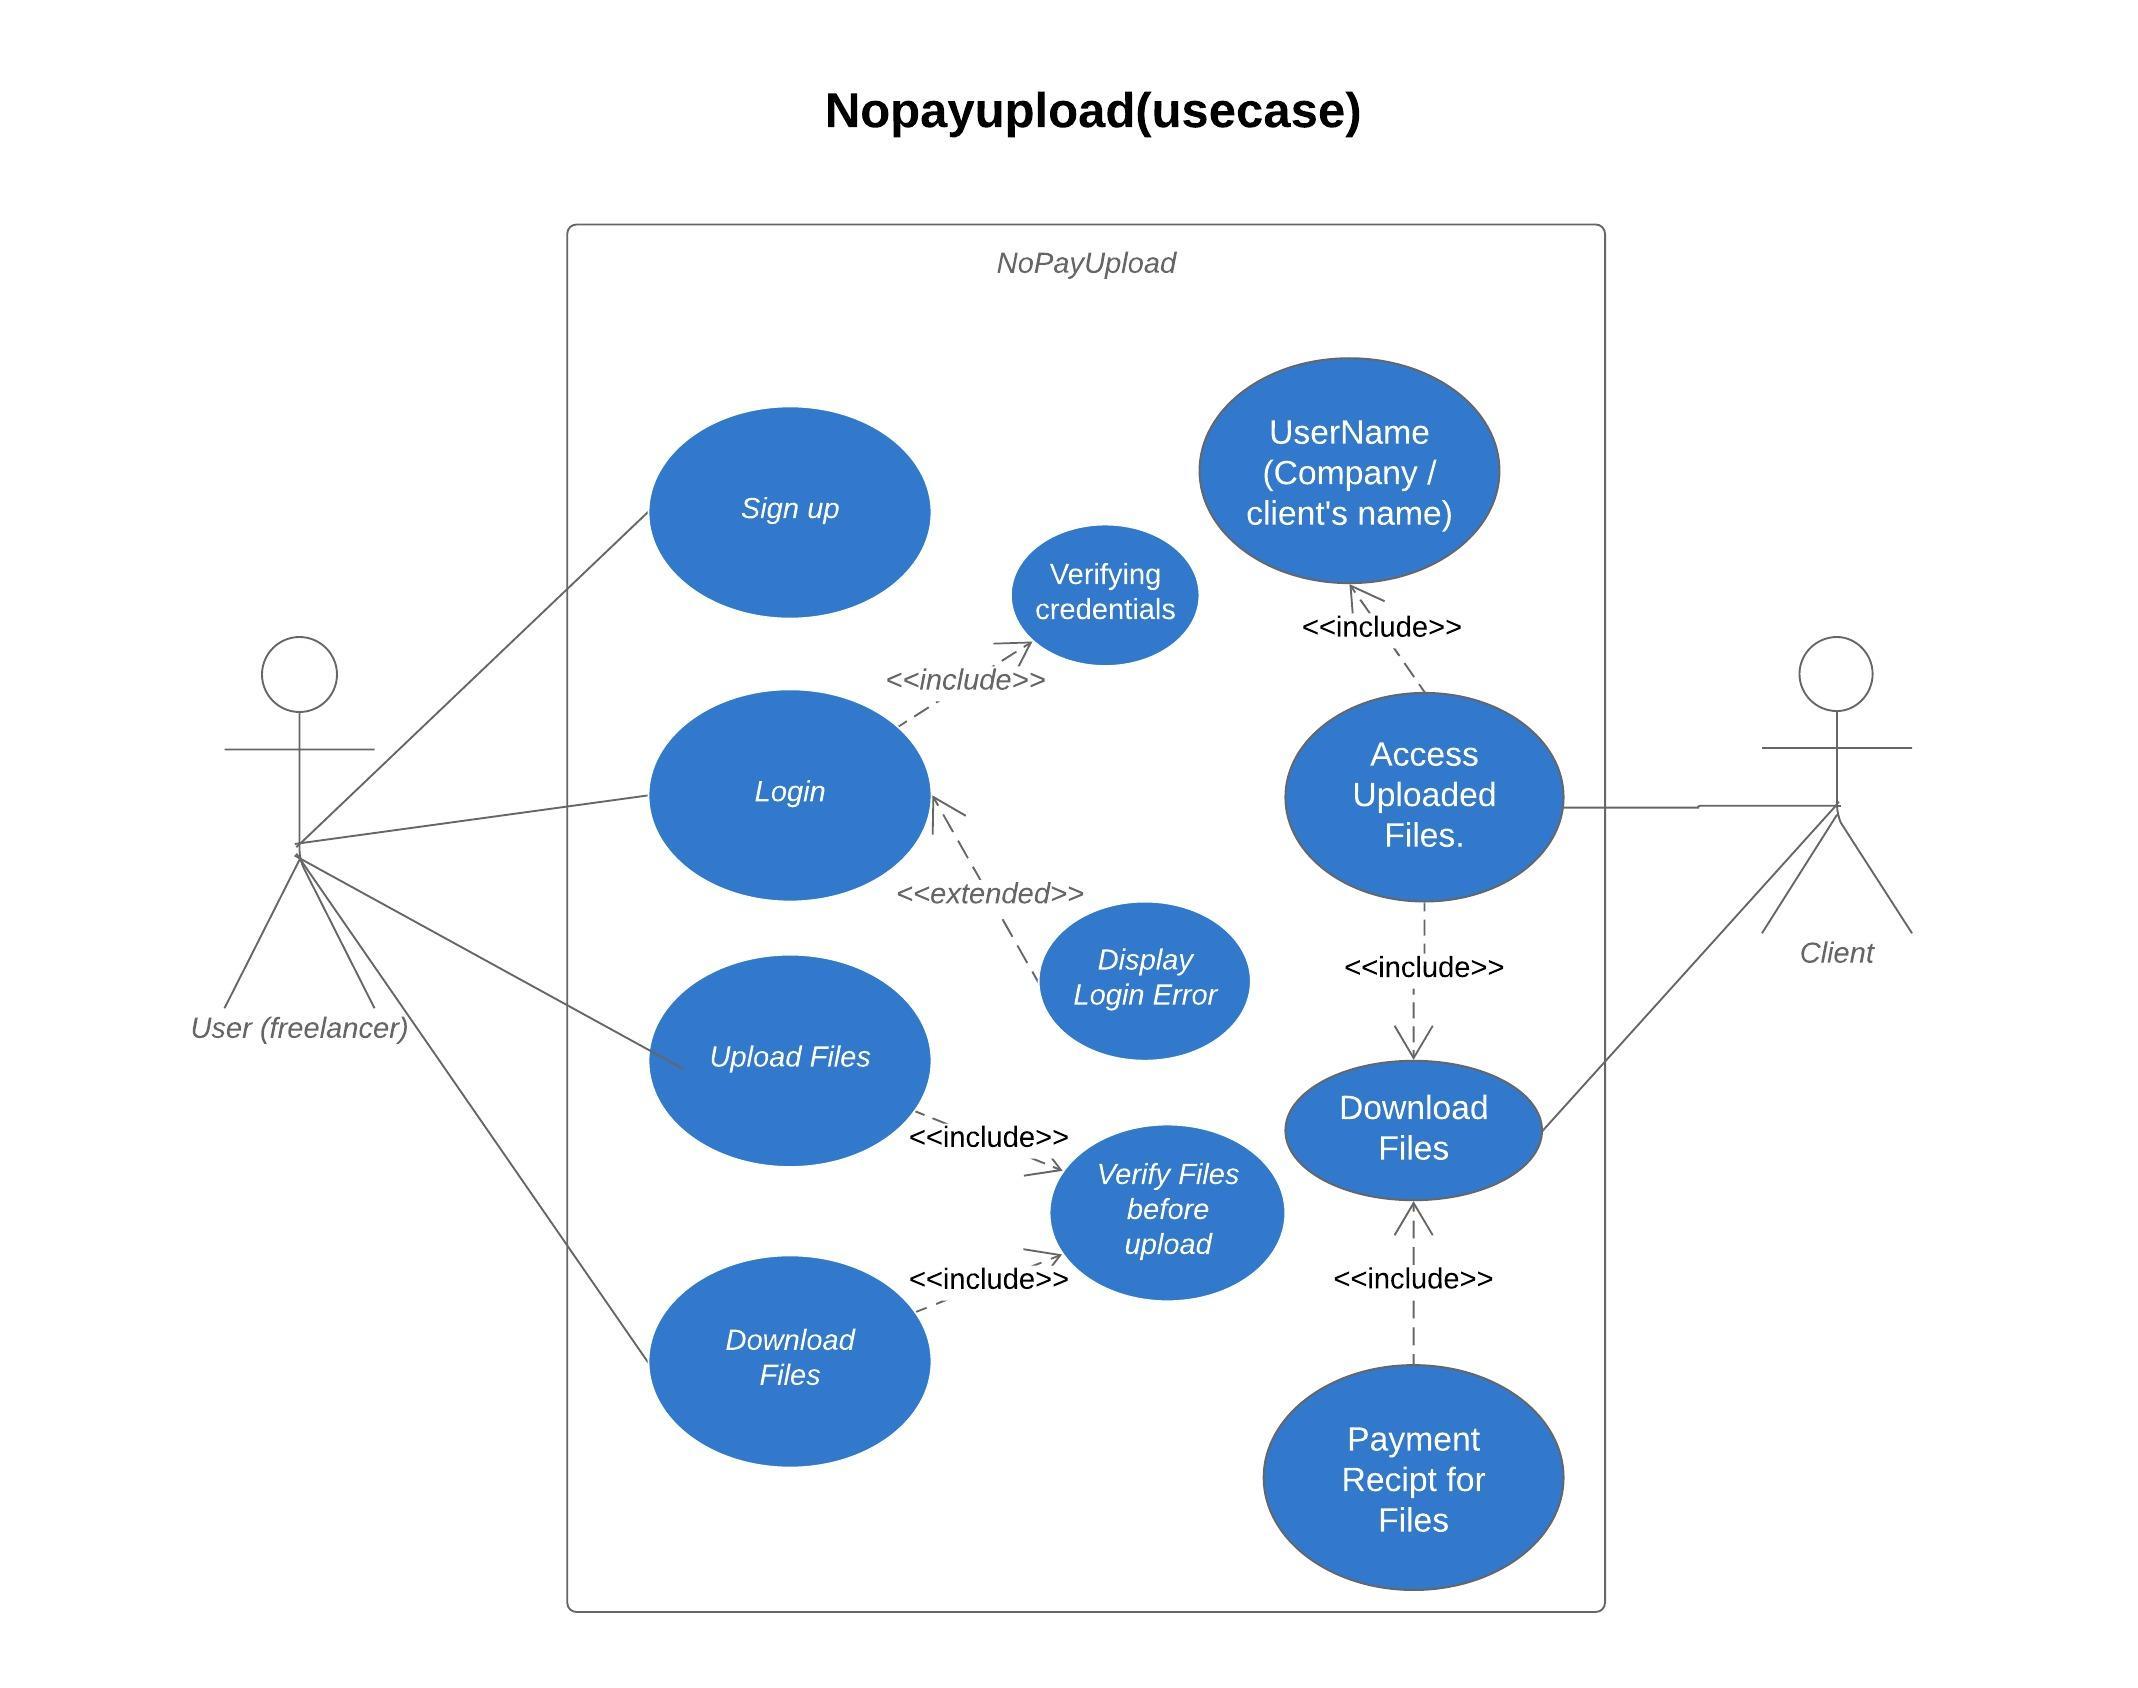 Nopayupload(usecase)
NoPayUpload
Sign up
UserName
(Company /
client's name)
Verifying
credentials
<<include>>
<<include>>
Login
Access
Uploaded
Files.
<<extended>>
Display
Login Error
<<include>>
Client
User (freelancer)
Upload Files
<<include>>
Download
Files
Verify Files
before
upload
<<include>>
<<include>>
Download
Files
Payment
Recipt for
Files